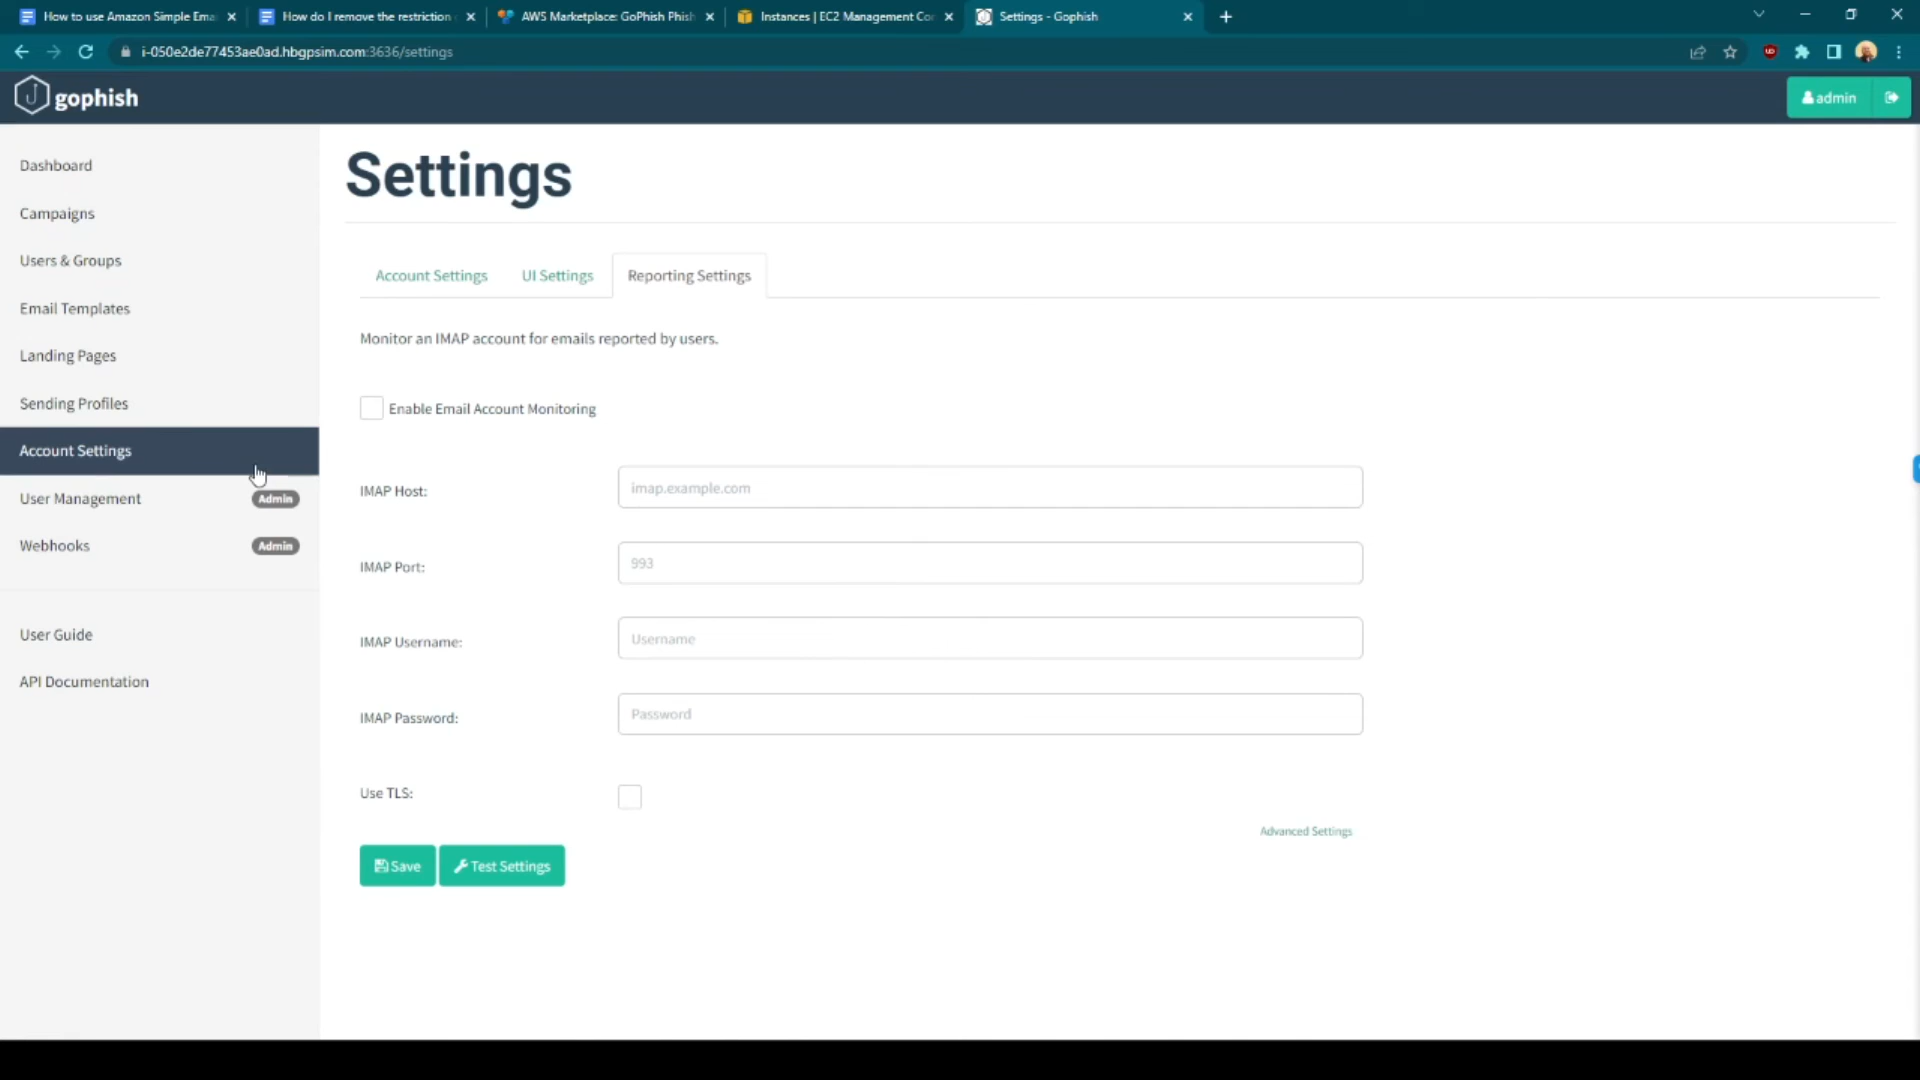 How to use Amazon Simple Ema
How do I remove the restriction
AWS Marketplace: GoPhish Phish
Instances | EC2 Management Co
Settings - Gophish
i-050e2de77453ae0ad.hbgpsim.com:3636/settings
gophish
admin
Dashboard
Campaigns
Users & Groups
Email Templates
Landing Pages
Sending Profiles
Account Settings
User Management
Admin
Webhooks
Admin
User Guide
API Documentation
Settings
Account Settings
UI Settings
Reporting Settings
Monitor an IMAP account for emails reported by users.
Enable Email Account Monitoring
IMAP Host:
imap.example.com
IMAP Port:
993
IMAP Username:
Username
IMAP Password:
Password
Use TLS:
Advanced Settings
Save
Test Settings